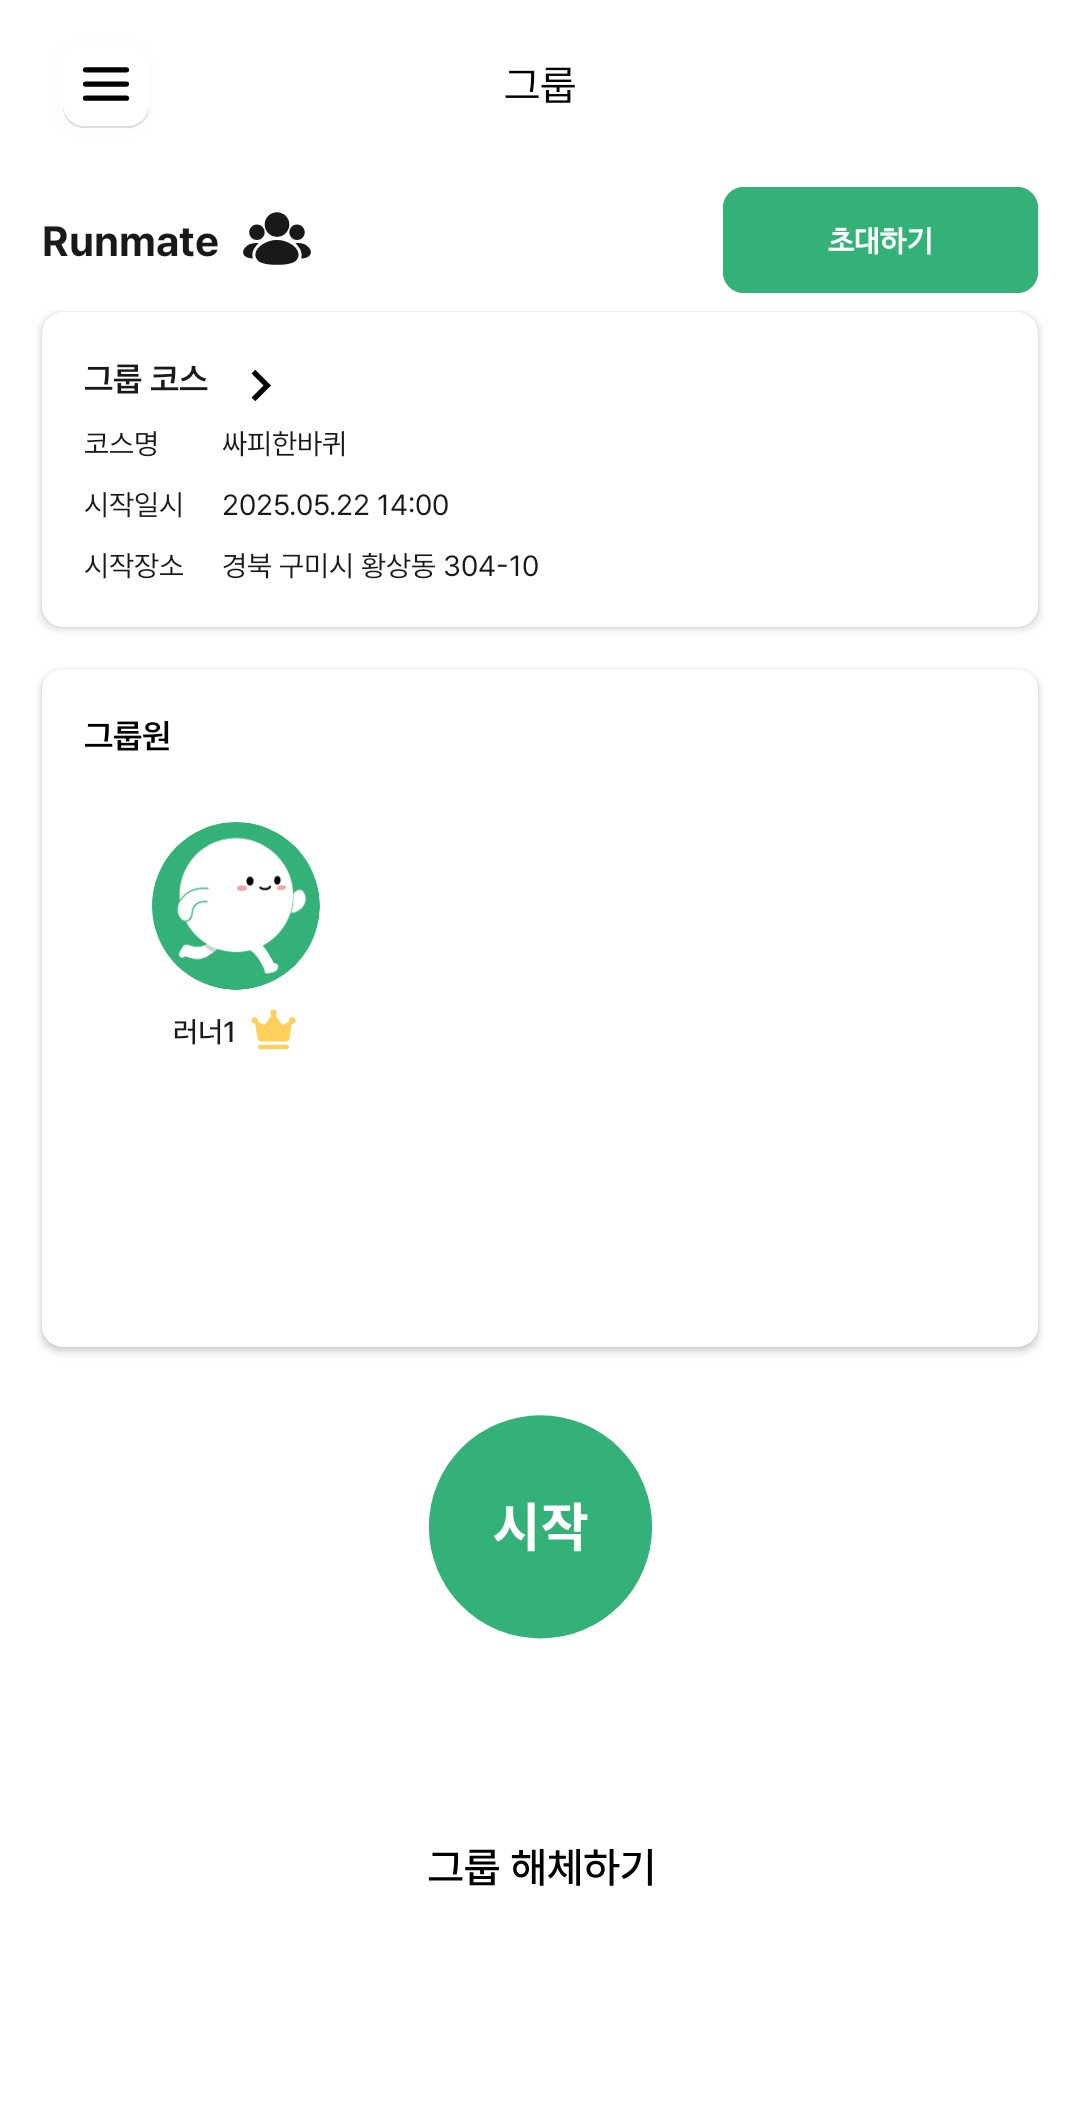 그룹
Runmate
초대하기
그룹 코스
코스명 싸피한바퀴
시작일시 2025.05.22 14:00
시작장소 경북 구미시 황상동 304-10
그룹원
러너1
시작
그룹 해체하기